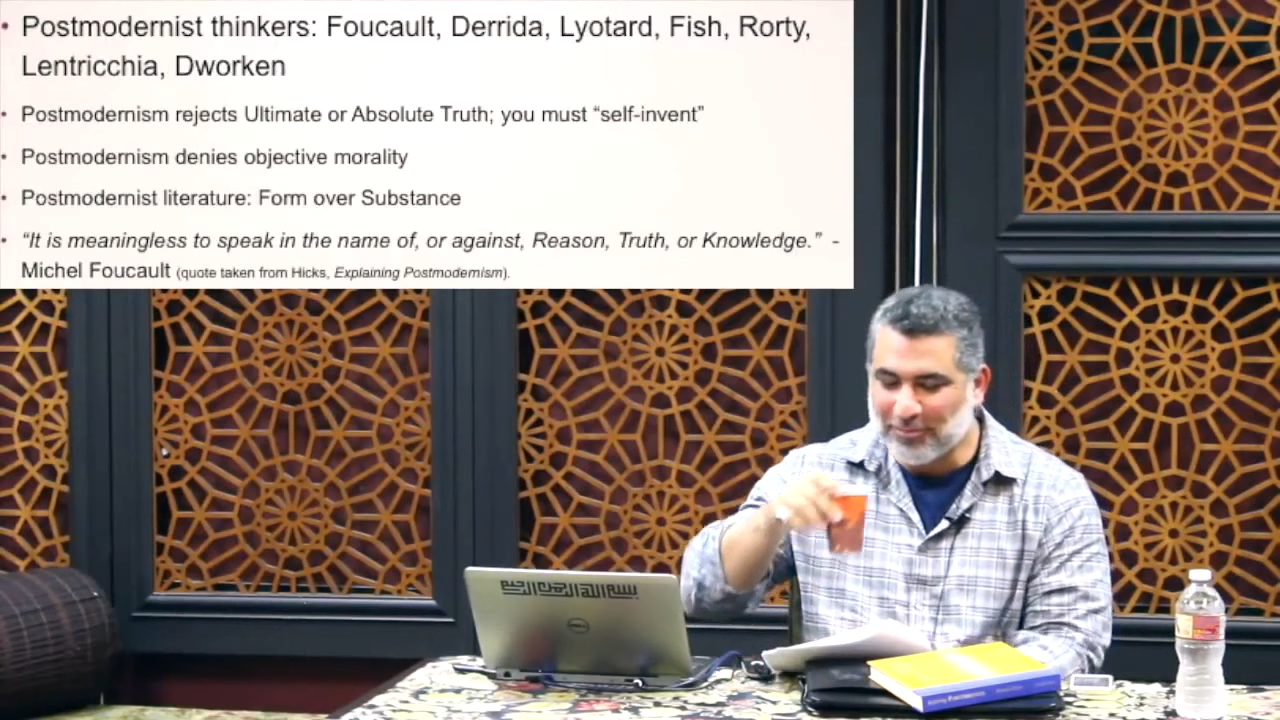 • Postmodernist thinkers: Foucault, Derrida, Lyotard, Fish, Rorty,
Lentricchia, Dworken
• Postmodernism rejects Ultimate or Absolute Truth; you must “self-invent”
• Postmodernism denies objective morality
• Postmodernist literature: Form over Substance
• “It is meaningless to speak in the name of, or against, Reason, Truth, or Knowledge.” -
Michel Foucault (quote taken from Hicks, Explaining Postmodernism).
بسم الله الرحمن الرحيم
DELL